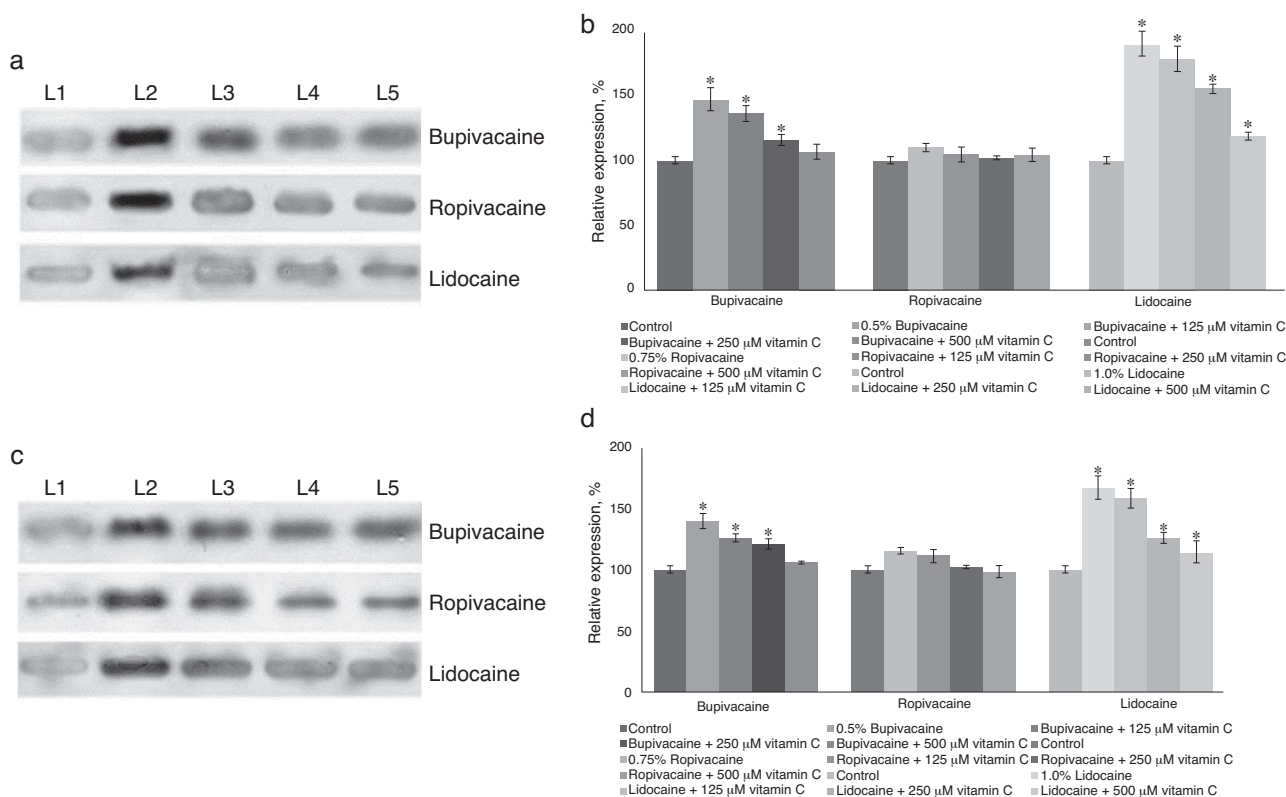 a
L1 L2 L3 L4 L5
Bupivacaine
Ropivacaine
Lidocaine
b
Relative expression, %
200
150
100
50
0
* * * * * * *
Bupivacaine Ropivacaine Lidocaine
Control 0.5% Bupivacaine Bupivacaine + 125 μM vitamin C
Bupivacaine + 250 μM vitamin C Bupivacaine + 500 μM vitamin C Control
0.75% Ropivacaine Ropivacaine + 125 μM vitamin C Ropivacaine + 250 μM vitamin C
Ropivacaine + 500 μM vitamin C Control 1.0% Lidocaine
Lidocaine + 125 μM vitamin C Lidocaine + 250 μM vitamin C Lidocaine + 500 μM vitamin C
c
L1 L2 L3 L4 L5
Bupivacaine
Ropivacaine
Lidocaine
d
Relative expression, %
200
150
100
50
0
* * * * * * *
Bupivacaine Ropivacaine Lidocaine
Control 0.5% Bupivacaine Bupivacaine + 125 μM vitamin C
Bupivacaine + 250 μM vitamin C Bupivacaine + 500 μM vitamin C Control
0.75% Ropivacaine Ropivacaine + 125 μM vitamin C Ropivacaine + 250 μM vitamin C
Ropivacaine + 500 μM vitamin C Control 1.0% Lidocaine
Lidocaine + 125 μM vitamin C Lidocaine + 250 μM vitamin C Lidocaine + 500 μM vitamin C